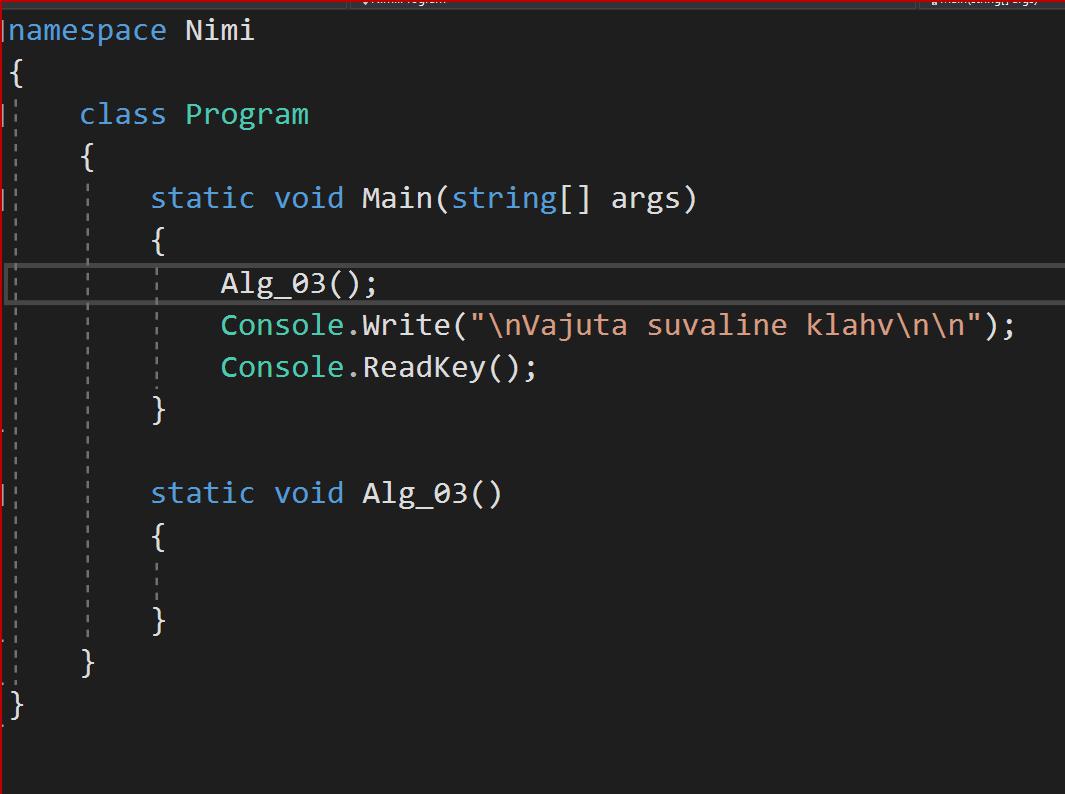 namespace Nimi
{
class Program
{
static void Main(string[] args)
{
Alg_03();
Console.Write("\nVajuta suvaline klahv\n\n");
Console.ReadKey();
}
static void Alg_03()
{
}
}
}